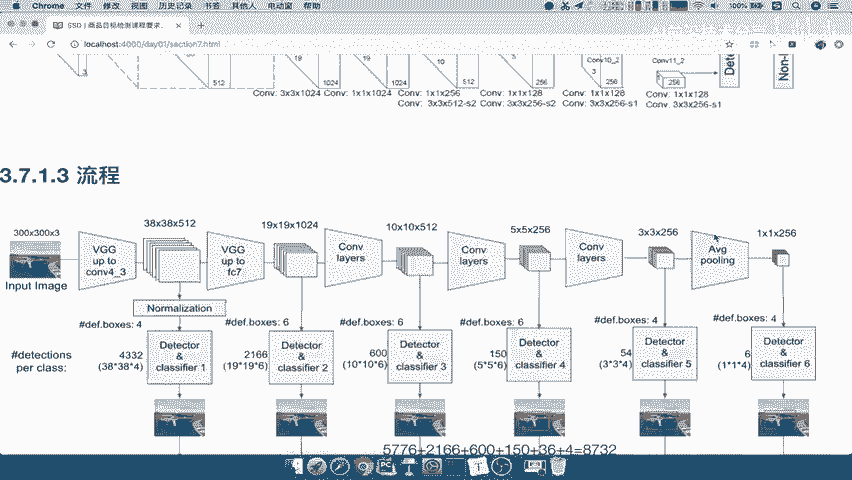 Chrome 文件 修改 视图 历史记录 书签 人物 电动窗 帮助
100%
SSD | 商品目标检测课程要求
localhost:4000/day01/section7.html
3
512
19
1024
19
1024
10
512
5
256
Conv10_2
3
256
Conv11_2
256
Dete
Non-
Conv: 3x3x1024 Conv: 1x1x1024
Conv: 1x1x256
Conv: 3x3x512-s2
Conv: 1x1x128
Conv: 3x3x256-s2
Conv: 1x1x128
Conv: 3x3x256-s1
Conv: 1x1x128
Conv: 3x3x256-s1
3.7.1.3 流程
300x300x3
38x38x512
19x19x1024
10x10x512
5x5x256
3x3x256
1x1x256
VGG
up to
conv4_3
VGG
up to
fc7
Conv
layers
Conv
layers
Conv
layers
Avg
pooling
Input Image
Normalization
#def.boxes: 4
#def.boxes: 6
#def.boxes: 6
#def.boxes: 6
#def.boxes: 4
#def.boxes: 4
#detections
per class:
4332
(38*38*4)
Detector
&
classifier 1
2166
(19*19*6)
Detector
&
classifier 2
600
(10*10*6)
Detector
&
classifier 3
150
(5*5*6)
Detector
&
classifier 4
54
(3*3*4)
Detector
&
classifier 5
6
(1*1*4)
Detector
&
classifier 6
5776+2166+600+150+36+4=8732